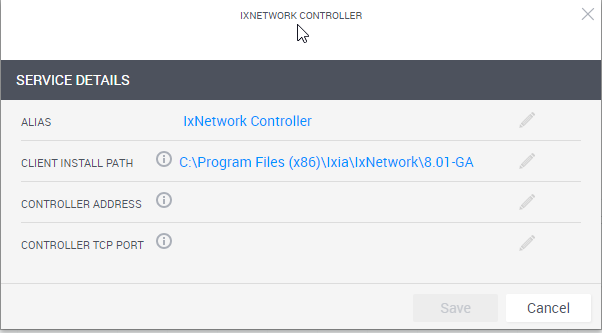 IXNETWORK CONTROLLER
SERVICE DETAILS
ALIAS IxNetwork Controller
CLIENT INSTALL PATH C:\Program Files (x86)\Ixia\IxNetwork\8.01-GA
CONTROLLER ADDRESS
CONTROLLER TCP PORT
Save Cancel